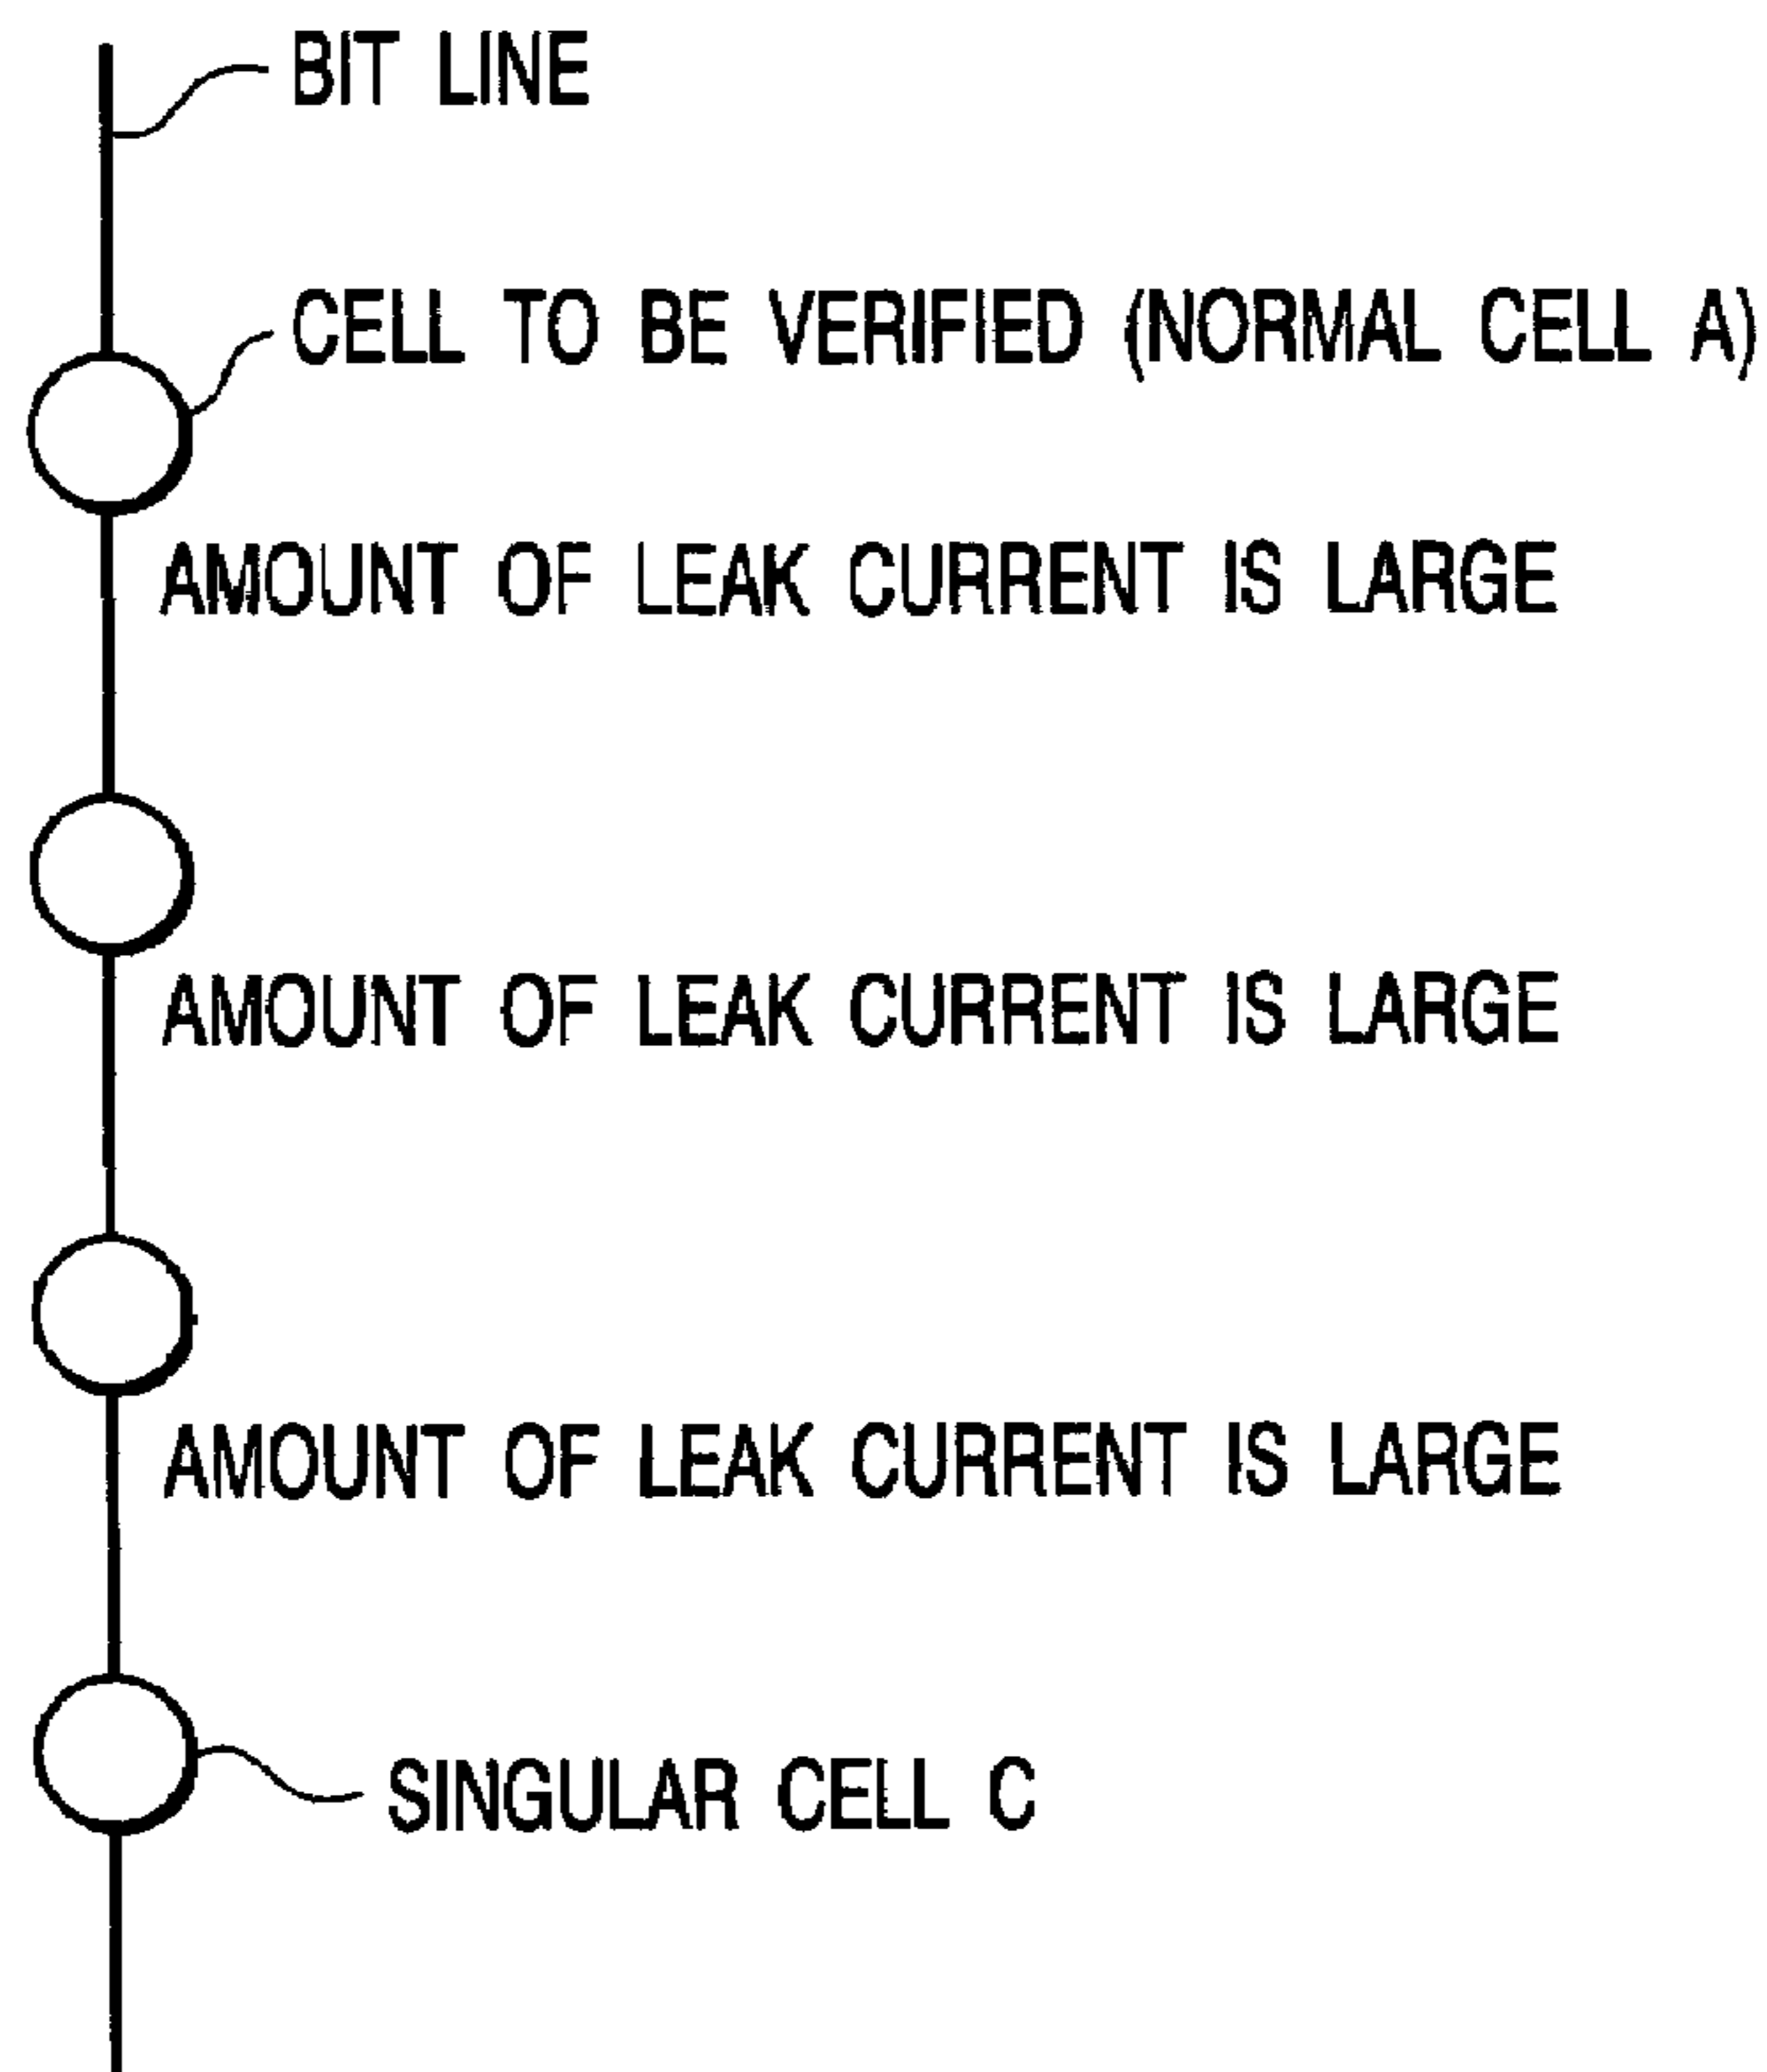 BIT LINE
CELL TO BE VERIFIED (NORMAL CELL A)
AMOUNT OF LEAK CURRENT IS LARGE
AMOUNT OF LEAK CURRENT IS LARGE
AMOUNT OF LEAK CURRENT IS LARGE
SINGULAR CELL C